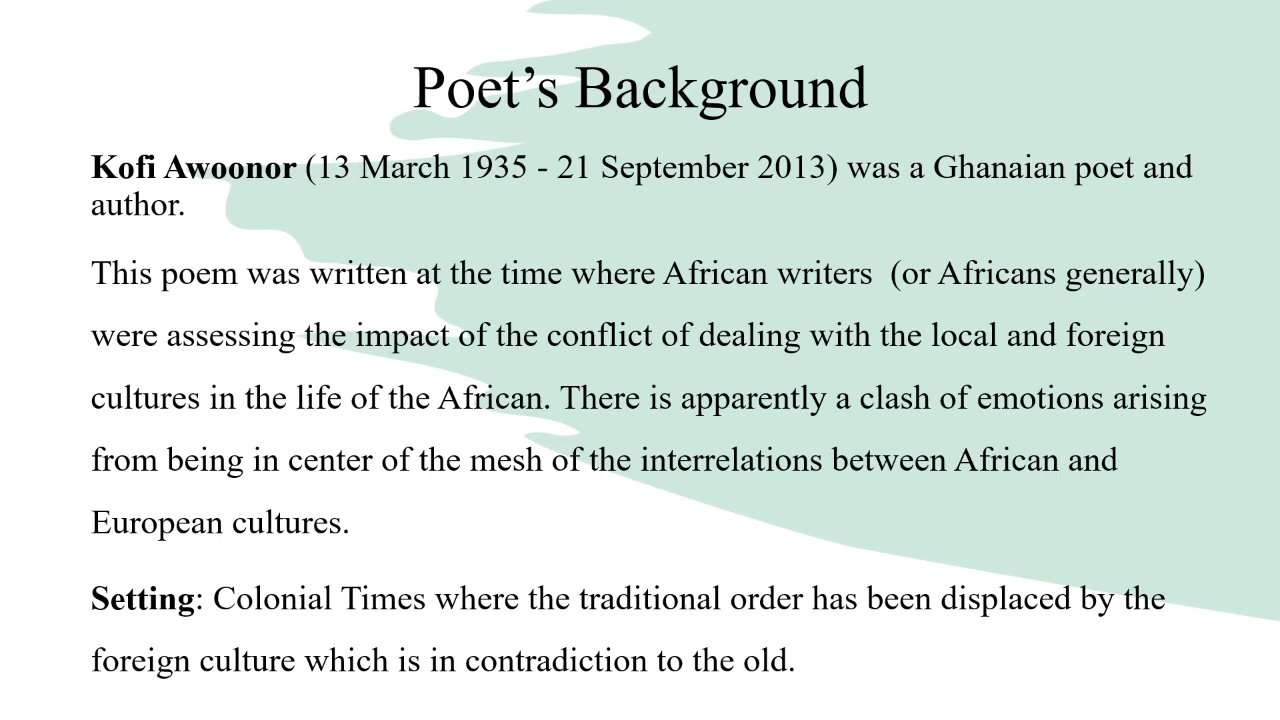 Poet’s Background
Kofi Awoonor (13 March 1935 - 21 September 2013) was a Ghanaian poet and
author.
This poem was written at the time where African writers  (or Africans generally)
were assessing the impact of the conflict of dealing with the local and foreign
cultures in the life of the African. There is apparently a clash of emotions arising
from being in center of the mesh of the interrelations between African and
European cultures.
Setting: Colonial Times where the traditional order has been displaced by the
foreign culture which is in contradiction to the old.